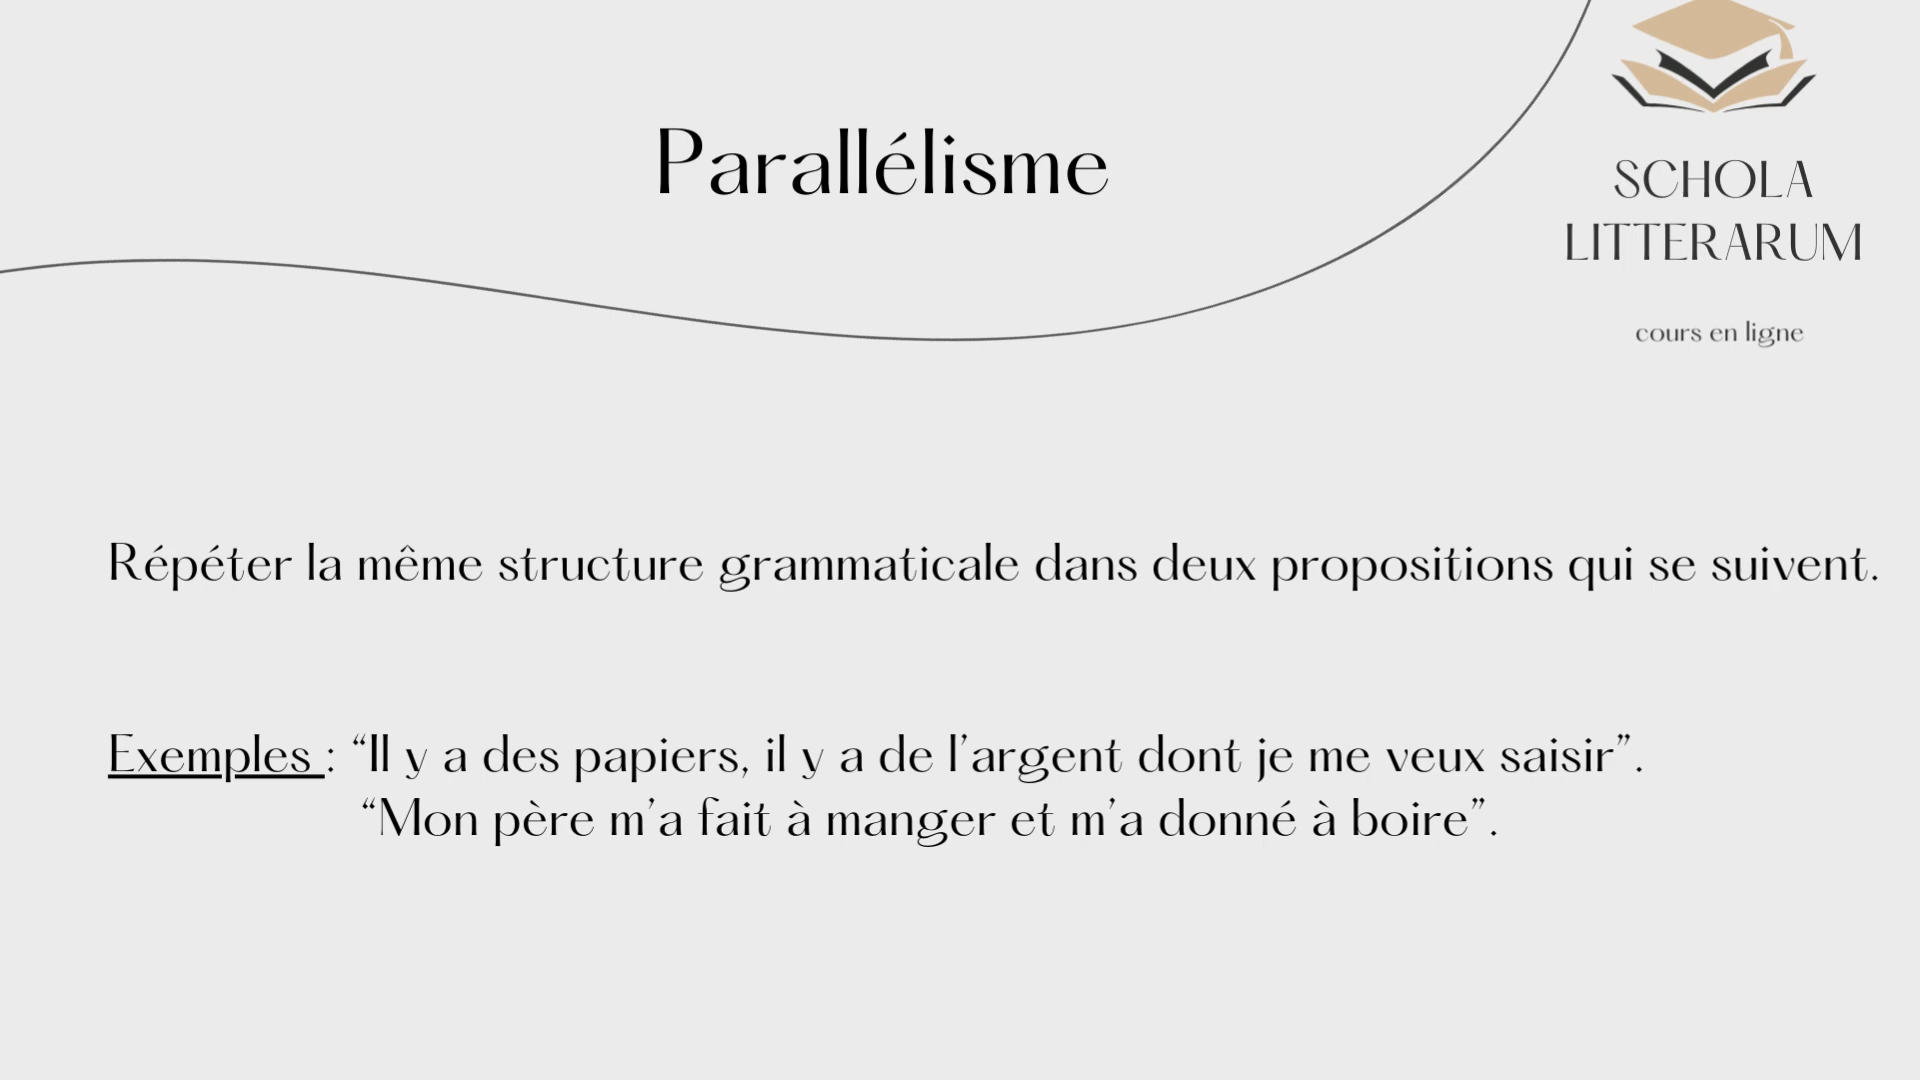 Parallélisme
SCHOLA
LITTERARUM
cours en ligne
Répéter la même structure grammaticale dans deux propositions qui se suivent.
Exemples : “Il y a des papiers, il y a de l’argent dont je me veux saisir”.
“Mon père m’a fait à manger et m’a donné à boire”.